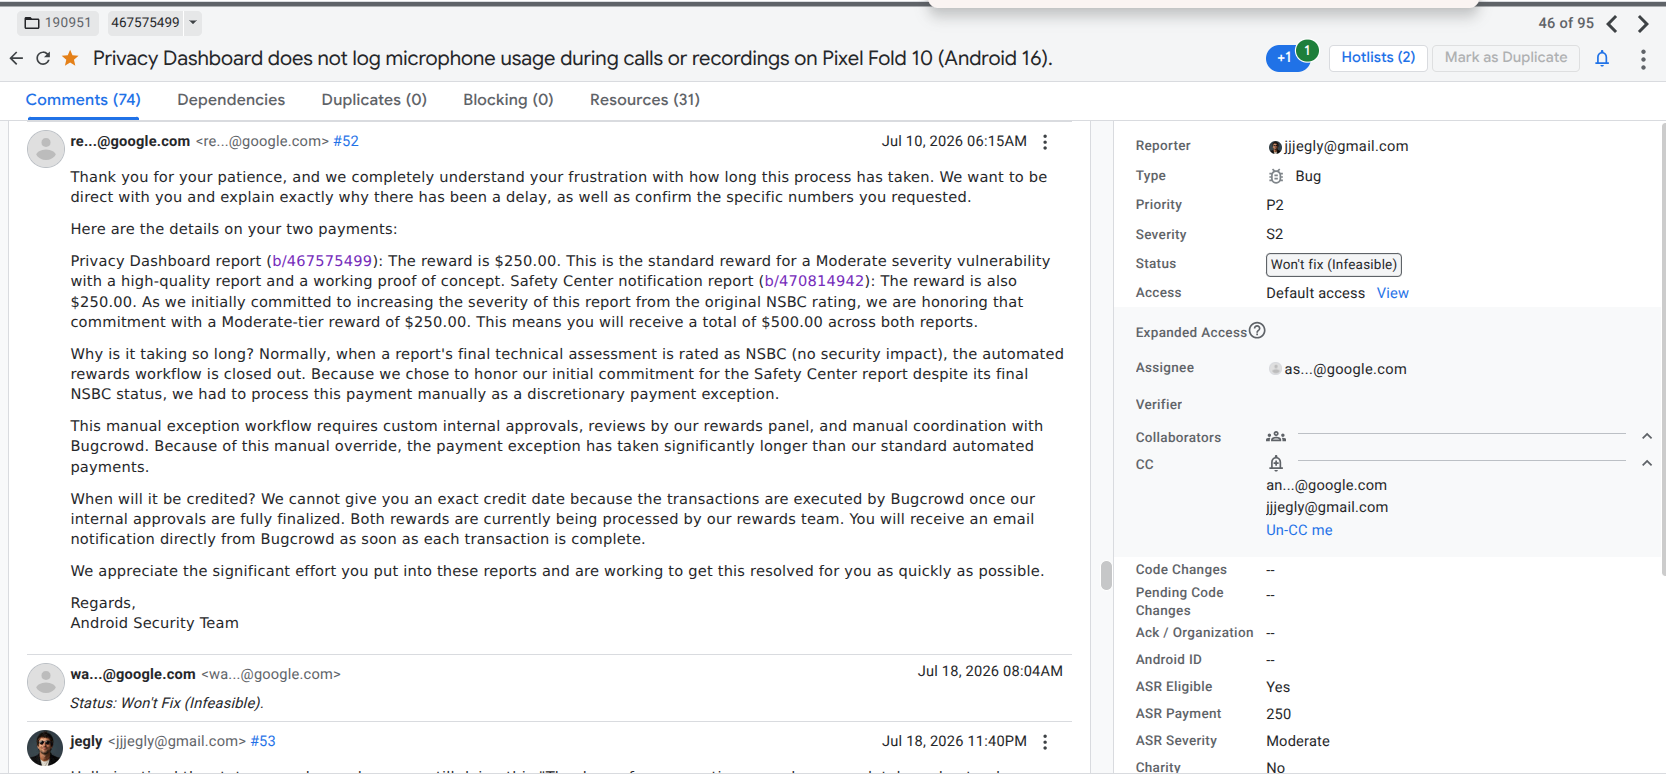 190951
467575499
46 of 95
Privacy Dashboard does not log microphone usage during calls or recordings on Pixel Fold 10 (Android 16).
+1
1
Hotlists (2)
Mark as Duplicate
Comments (74)
Dependencies
Duplicates (0)
Blocking (0)
Resources (31)
re...@google.com <re...@google.com> #52
Jul 10, 2026 06:15AM
Thank you for your patience, and we completely understand your frustration with how long this process has taken. We want to be
direct with you and explain exactly why there has been a delay, as well as confirm the specific numbers you requested.
Here are the details on your two payments:
Privacy Dashboard report (b/467575499): The reward is $250.00. This is the standard reward for a Moderate severity vulnerability
with a high-quality report and a working proof of concept. Safety Center notification report (b/470814942): The reward is also
$250.00. As we initially committed to increasing the severity of this report from the original NSBC rating, we are honoring that
commitment with a Moderate-tier reward of $250.00. This means you will receive a total of $500.00 across both reports.
Why is it taking so long? Normally, when a report's final technical assessment is rated as NSBC (no security impact), the automated
rewards workflow is closed out. Because we chose to honor our initial commitment for the Safety Center report despite its final
NSBC status, we had to process this payment manually as a discretionary payment exception.
This manual exception workflow requires custom internal approvals, reviews by our rewards panel, and manual coordination with
Bugcrowd. Because of this manual override, the payment exception has taken significantly longer than our standard automated
payments.
When will it be credited? We cannot give you an exact credit date because the transactions are executed by Bugcrowd once our
internal approvals are fully finalized. Both rewards are currently being processed by our rewards team. You will receive an email
notification directly from Bugcrowd as soon as each transaction is complete.
We appreciate the significant effort you put into these reports and are working to get this resolved for you as quickly as possible.
Regards,
Android Security Team
wa...@google.com <wa...@google.com>
Jul 18, 2026 08:04AM
Status: Won't Fix (Infeasible).
jegly <jjjegly@gmail.com> #53
Jul 18, 2026 11:40PM
Reporter
jjjegly@gmail.com
Type
Bug
Priority
P2
Severity
S2
Status
Won't fix (Infeasible)
Access
Default access View
Expanded Access
Assignee
as...@google.com
Verifier
Collaborators
CC
an...@google.com
jjjegly@gmail.com
Un-CC me
Code Changes
--
Pending Code
Changes
--
Ack / Organization
--
Android ID
--
ASR Eligible
Yes
ASR Payment
250
ASR Severity
Moderate
Charity
No